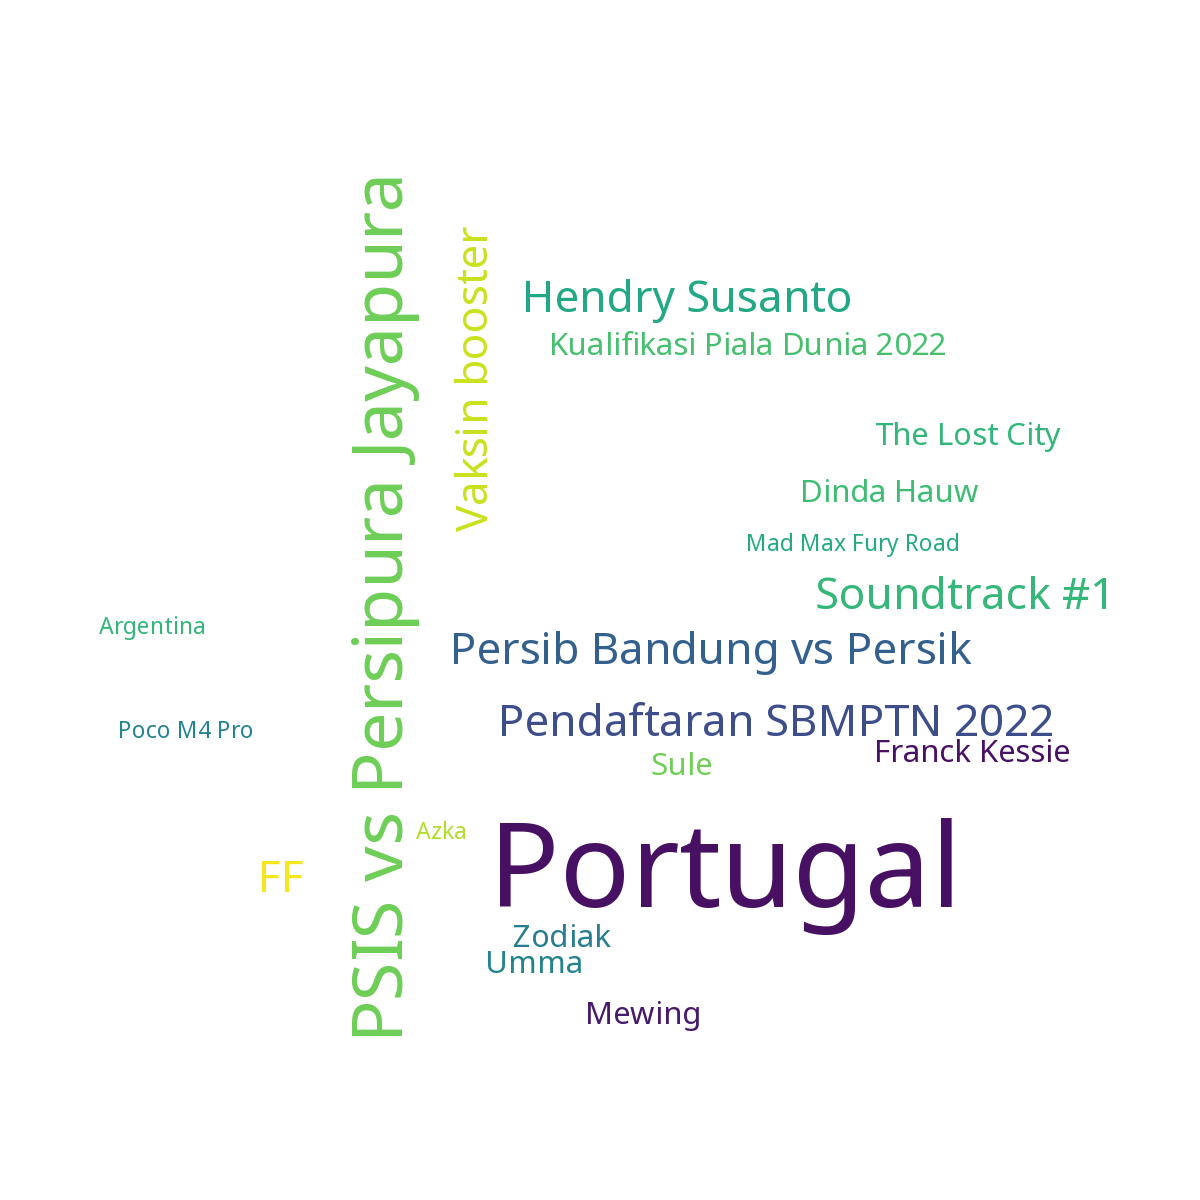 PSIS vs Persipura Jayapura
Vaksin booster
Hendry Susanto
Kualifikasi Piala Dunia 2022
The Lost City
Dinda Hauw
Mad Max Fury Road
Soundtrack #1
Argentina
Persib Bandung vs Persik
Pendaftaran SBMPTN 2022
Poco M4 Pro
Franck Kessie
Sule
Azka
Portugal
FF
Zodiak
Umma
Mewing